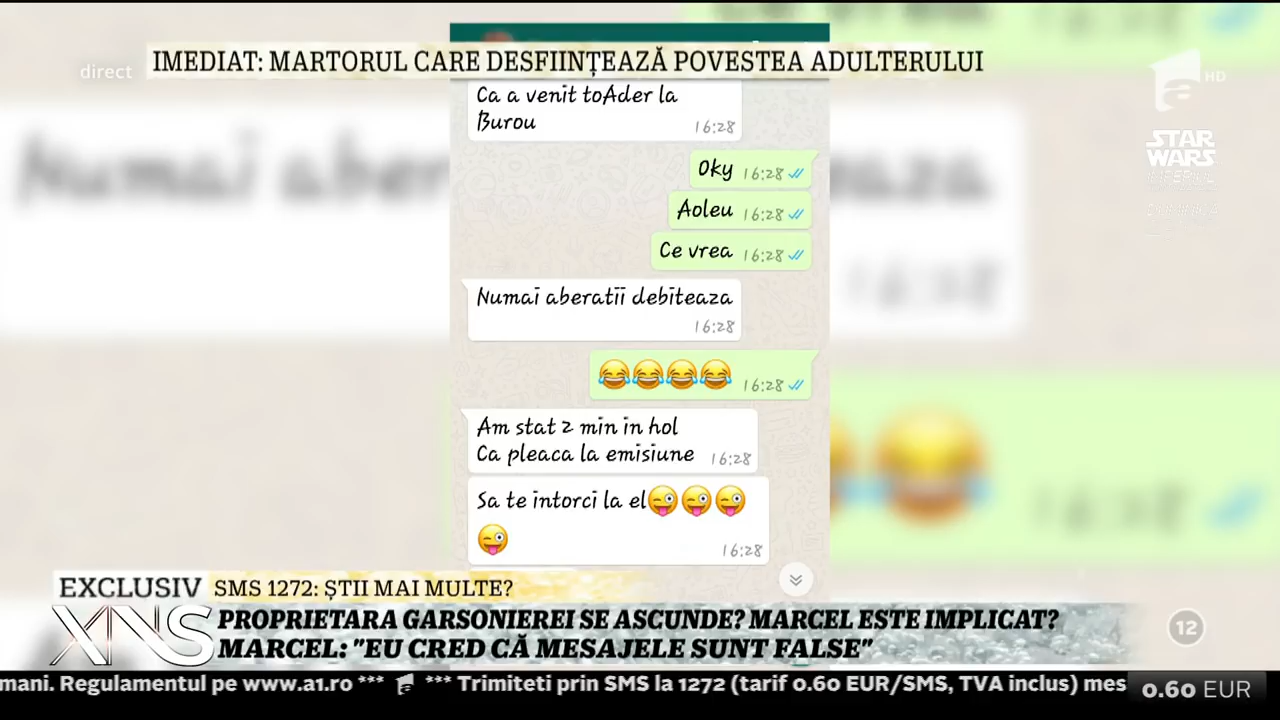 direct
IMEDIAT: MARTORUL CARE DESFIINȚEAZĂ POVESTEA ADULTERULUI
HD
STAR
WARS
Ca a venit toAder la
Burou
16:28
Oky 16:28
Aoleu 16:28
Ce vrea 16:28
Numai aberatii debiteaza
16:28
😂😂😂😂 16:28
Am stat 2 min in hol
Ca pleaca la emisiune 16:28
Sa te intorci la el😜😜😜
😜
16:28
Numai aber
eaza
EXCLUSIV SMS 1272: ȘTII MAI MULTE?
XNS
PROPRIETARA GARSONIEREI SE ASCUNDE? MARCEL ESTE IMPLICAT?
MARCEL: "EU CRED CĂ MESAJELE SUNT FALSE"
12
mani. Regulamentul pe www.a1.ro *** *** Trimiteti prin SMS la 1272 (tarif 0.60 EUR/SMS, TVA inclus) mes
0.60 EUR